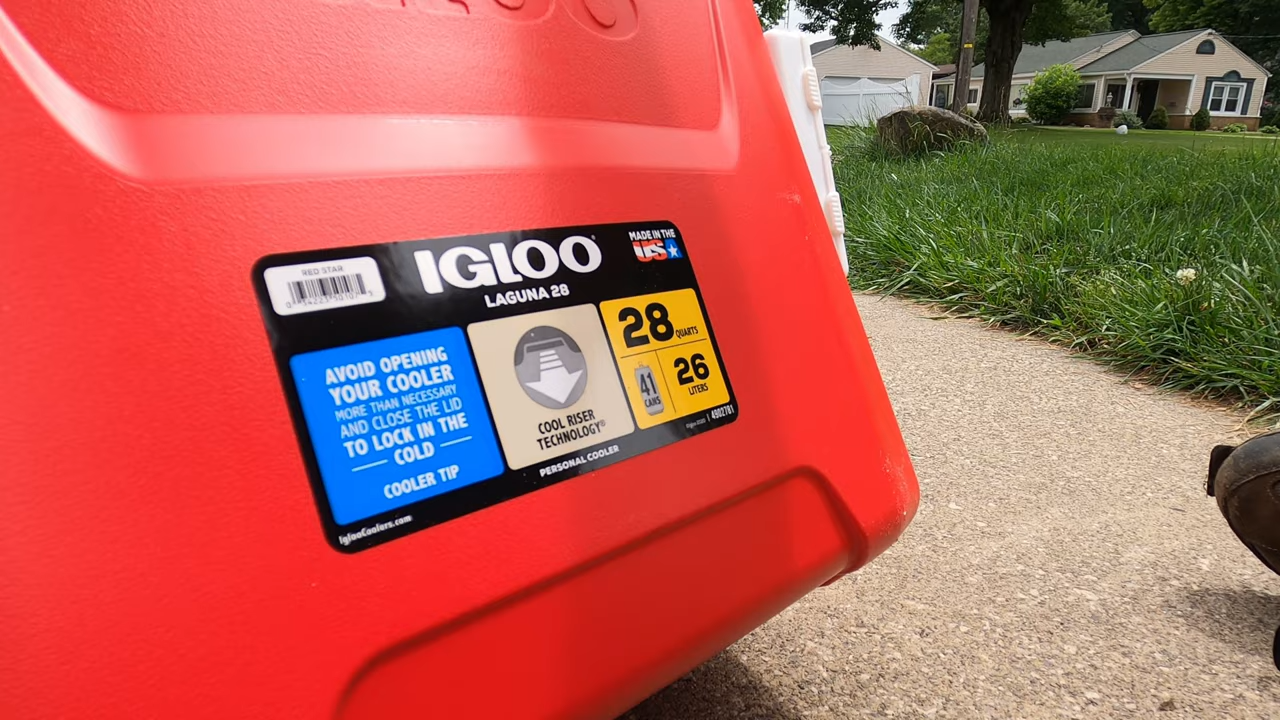 RED STAR
IGLOO®
LAGUNA 28
MADE IN THE
US
AVOID OPENING
YOUR COOLER
MORE THAN NECESSARY
AND CLOSE THE LID
TO LOCK IN THE
COLD
COOLER TIP
COOL RISER
TECHNOLOGY®
28 QUARTS
41
CANS
26
LITERS
PERSONAL COOLER
4902781
IglooCoolers.com